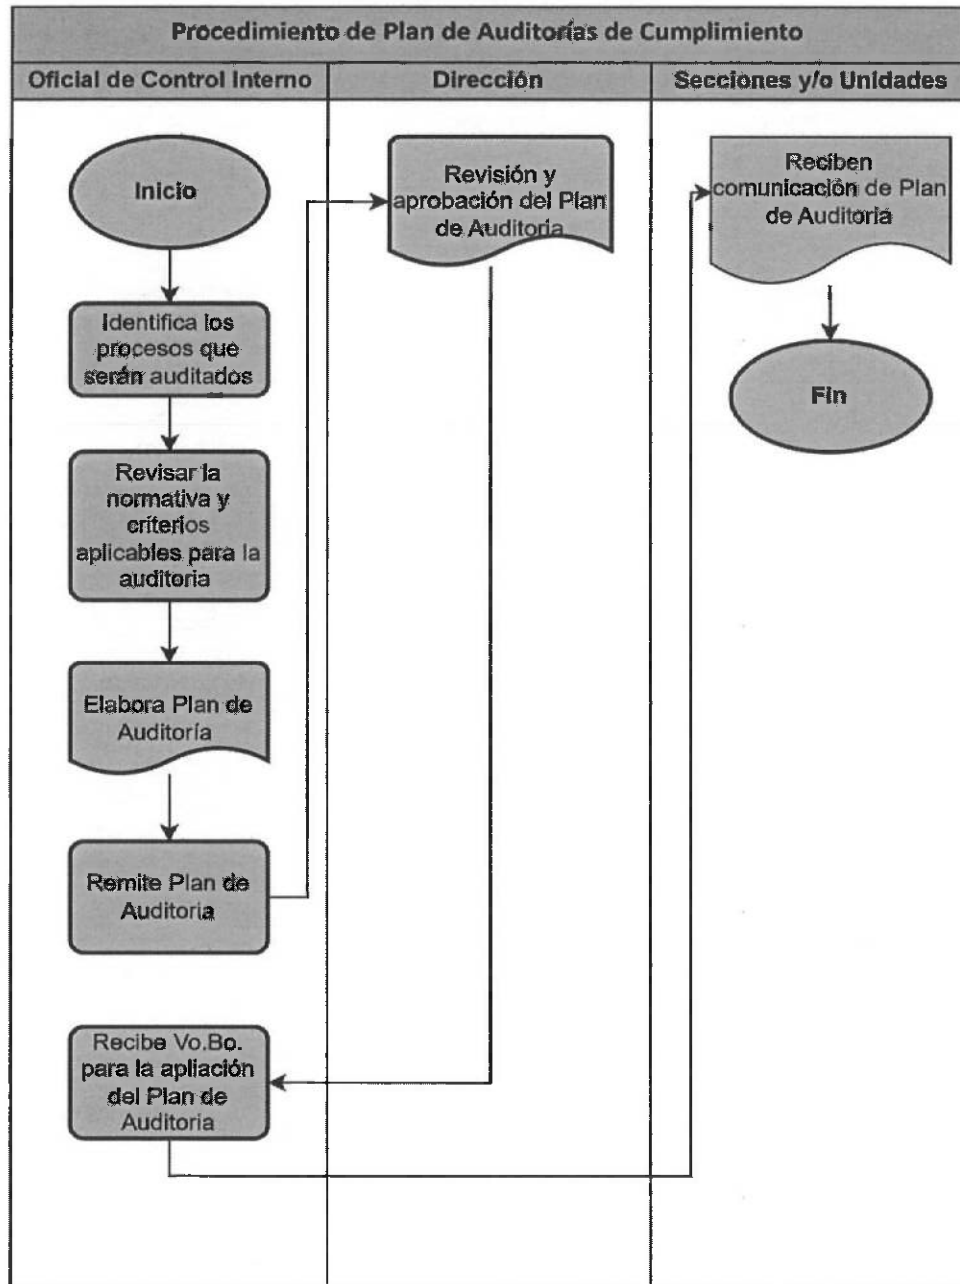 Procedimiento de Plan de Auditorías de Cumplimiento
Oficial de Control Interno
Dirección
Secciones y/o Unidades
Inicio
Identifica los
procesos que
serán auditados
Revisar la
normativa y
criterios
aplicables para la
auditoria
Elabora Plan de
Auditoría
Remite Plan de
Auditoria
Recibe Vo.Bo.
para la apliación
del Plan de
Auditoria
Revisión y
aprobación del Plan
de Auditoria
Reciben
comunicación de Plan
de Auditoria
Fin